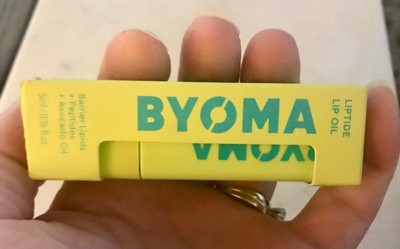 BYOMA
LIPTIDE
LIP OIL
Barrier Lipids
+ Peptides
+ Avocado Oil
5ml/0.16 fl.oz
BYOMA